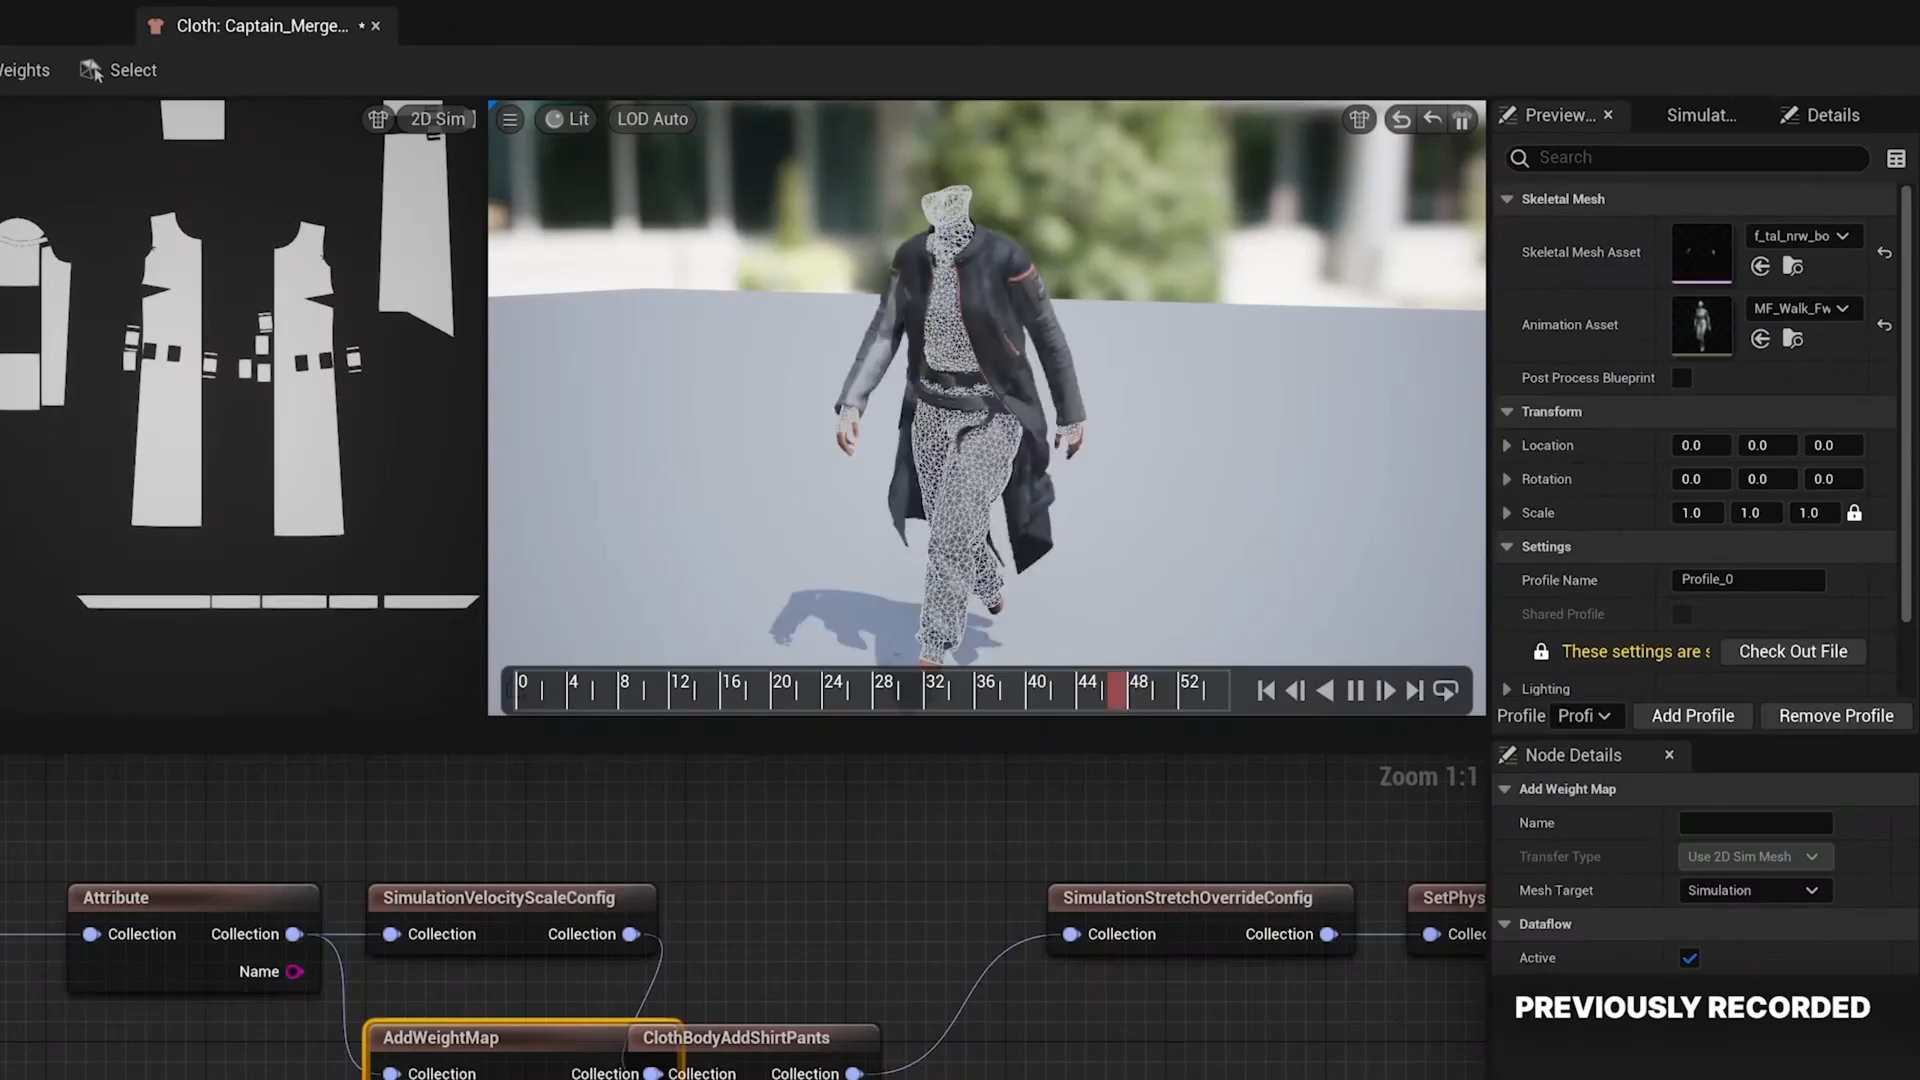 Cloth: Captain_Merge... *
Select
2D Sim
Lit
LOD Auto
Preview...
Simulat...
Details
Search
Skeletal Mesh
Skeletal Mesh Asset
f_tal_nrw_bo
Animation Asset
MF_Walk_Fw
Post Process Blueprint
Transform
Location 0.0 0.0 0.0
Rotation 0.0 0.0 0.0
Scale 1.0 1.0 1.0
Settings
Profile Name Profile_0
Shared Profile
These settings are s
Check Out File
Lighting
Profile Profi Add Profile Remove Profile
0 4 8 12 16 20 24 28 32 36 40 44 48 52
Zoom 1:1
Node Details
Add Weight Map
Name
Transfer Type Use 2D Sim Mesh
Mesh Target Simulation
Dataflow
Active
PREVIOUSLY RECORDED
Attribute
Collection Collection
Name
SimulationVelocityScaleConfig
Collection Collection
AddWeightMap
Collection Collection
ClothBodyAddShirtPants
Collection Collection
SimulationStretchOverrideConfig
Collection Collection
SetPhys
Collec